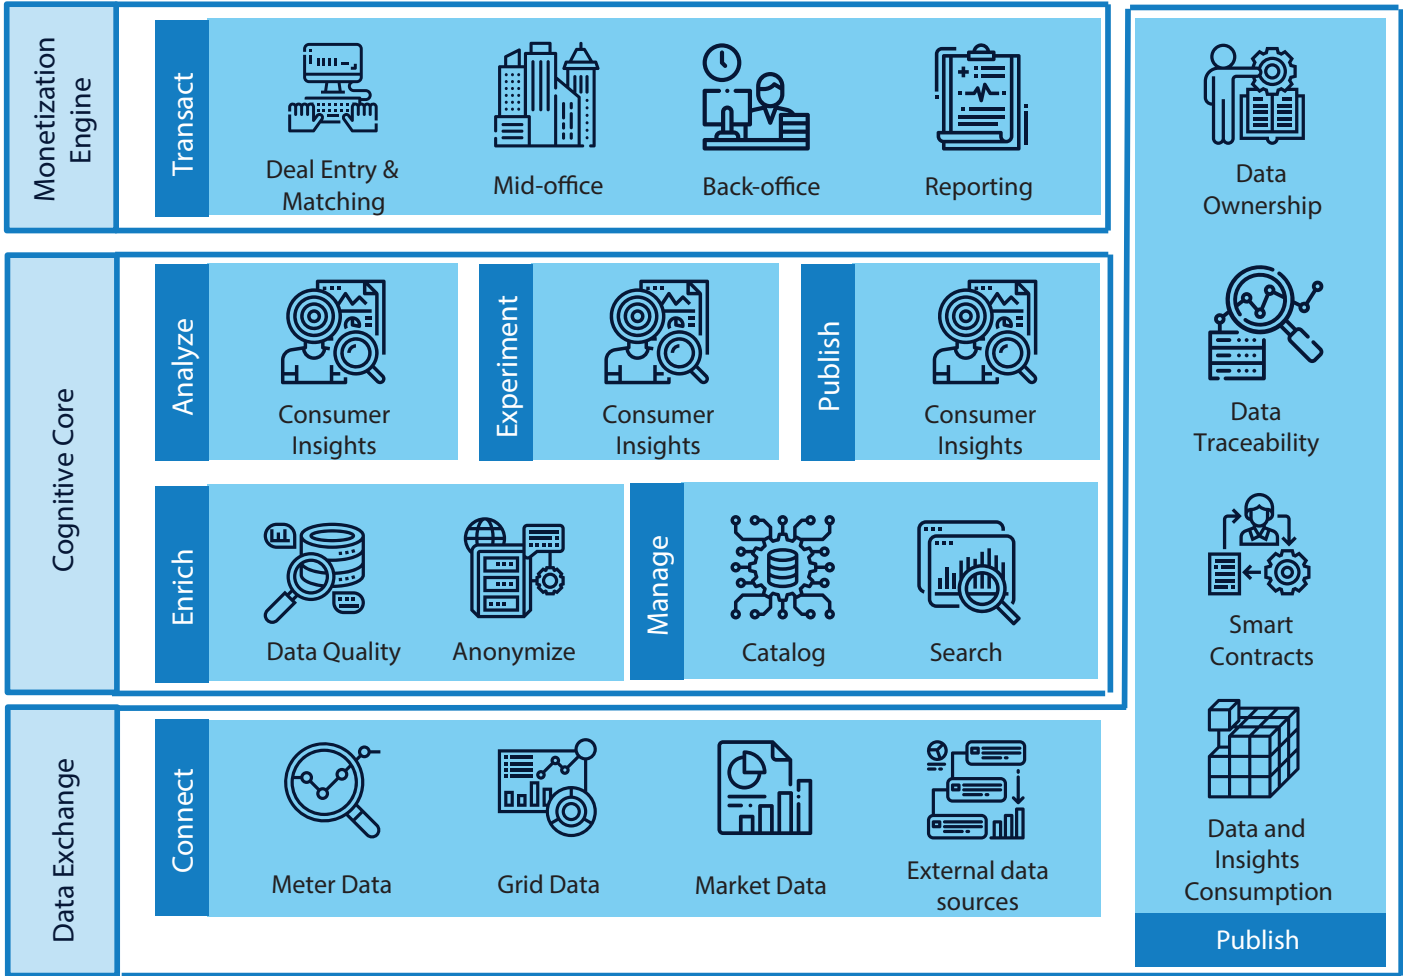 Monetization
Engine
Transact
Deal Entry &
Matching
Mid-office
Back-office
Reporting
Cognitive Core
Analyze
Consumer
Insights
Experiment
Consumer
Insights
Publish
Consumer
Insights
Enrich
Data Quality
Anonymize
Manage
Catalog
Search
Data Exchange
Connect
Meter Data
Grid Data
Market Data
External data
sources
Data
Ownership
Data
Traceability
Smart
Contracts
Data and
Insights
Consumption
Publish